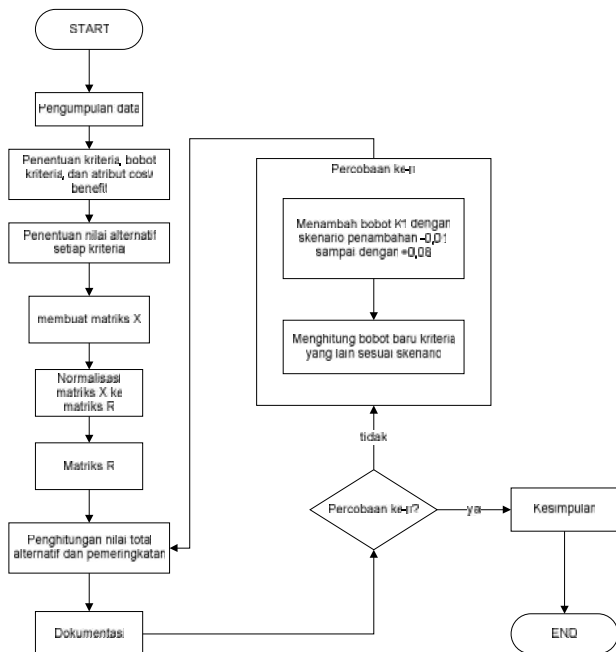 START
Pengumpulan data
Penentuan kriteria, bobot
kriteria, dan atribut cost/
benefit
Penentuan nilai alternatif
setiap kriteria
membuat matriks X
Normalisasi
matriks X ke
matriks R
Matriks R
Penghitungan nilai total
alternatif dan pemeringkatan
Dokumentasi
Percobaan ke-n
Menambah bobot K1 dengan
skenario penambahan
sampai dengan +0,08
Menghitung bobot baru kriteria
yang lain sesuai skenario
tidak
Percobaan ke-n?
ya
Kesimpulan
END